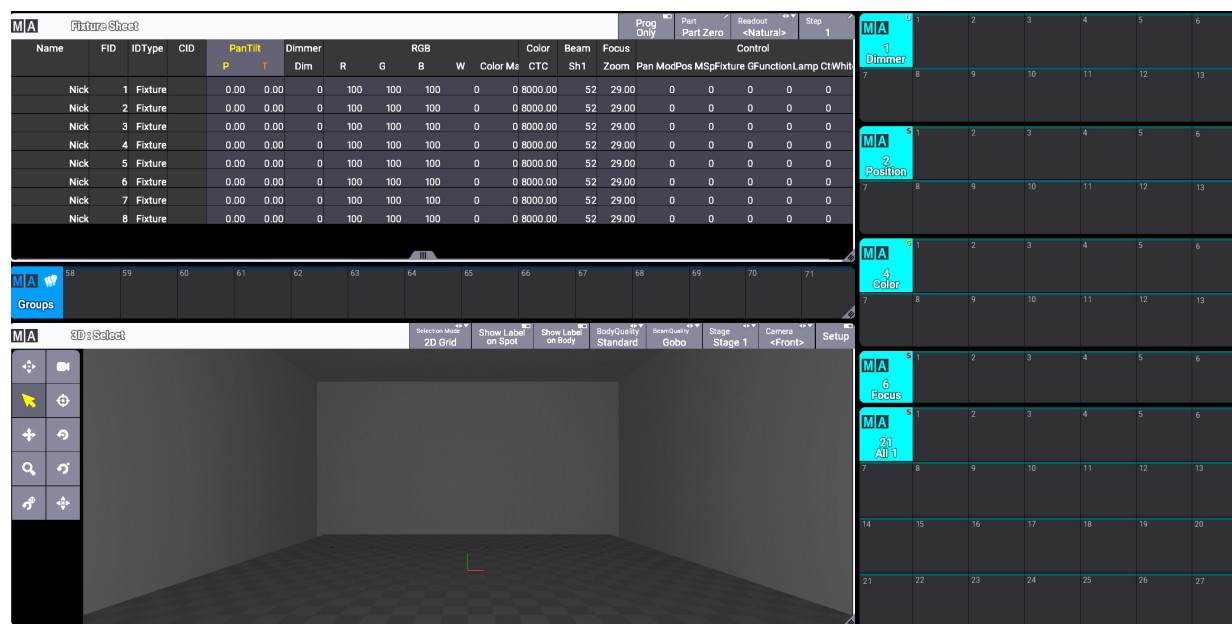 MA Fixture Sheet Prog Only Part Part Zero Readout <Natural> Step 1
Name FID IDType CID PanTilt Dimmer RGB Color Beam Focus Control
P T Dim R G B W Color Ma CTC Sh1 Zoom Pan ModPos MSpFixture GFunctionLamp CtWhit
Nick 1 Fixture 0.00 0.00 0 100 100 100 0 0 8000.00 52 29.00 0 0 0 0 0
Nick 2 Fixture 0.00 0.00 0 100 100 100 0 0 8000.00 52 29.00 0 0 0 0 0
Nick 3 Fixture 0.00 0.00 0 100 100 100 0 0 8000.00 52 29.00 0 0 0 0 0
Nick 4 Fixture 0.00 0.00 0 100 100 100 0 0 8000.00 52 29.00 0 0 0 0 0
Nick 5 Fixture 0.00 0.00 0 100 100 100 0 0 8000.00 52 29.00 0 0 0 0 0
Nick 6 Fixture 0.00 0.00 0 100 100 100 0 0 8000.00 52 29.00 0 0 0 0 0
Nick 7 Fixture 0.00 0.00 0 100 100 100 0 0 8000.00 52 29.00 0 0 0 0 0
Nick 8 Fixture 0.00 0.00 0 100 100 100 0 0 8000.00 52 29.00 0 0 0 0 0
MA 58 59 60 61 62 63 64 65 66 67 68 69 70 71
Groups
MA 3D : Select Selection Mode 2D Grid Show Label on Spot Show Label on Body BodyQuality Standard BeamQuality Gobo Stage Stage 1 Camera <Front> Setup
MA U 1 2 3 4 5 6
1
Dimmer
7 8 9 10 11 12 13
MA S 1 2 3 4 5 6
2
Position
7 8 9 10 11 12 13
MA G 1 2 3 4 5 6
4
Color
7 8 9 10 11 12 13
MA S 1 2 3 4 5 6
6
Focus
MA S 1 2 3 4 5 6
21
All 1
7 8 9 10 11 12 13
14 15 16 17 18 19 20
21 22 23 24 25 26 27